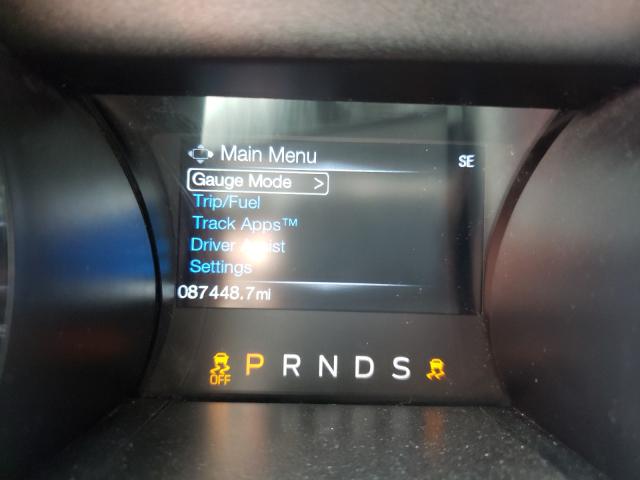 Main Menu
SE
Gauge Mode >
Trip/Fuel
Track Apps™
Driver Assist
Settings
087448.7mi
OFF P R N D S